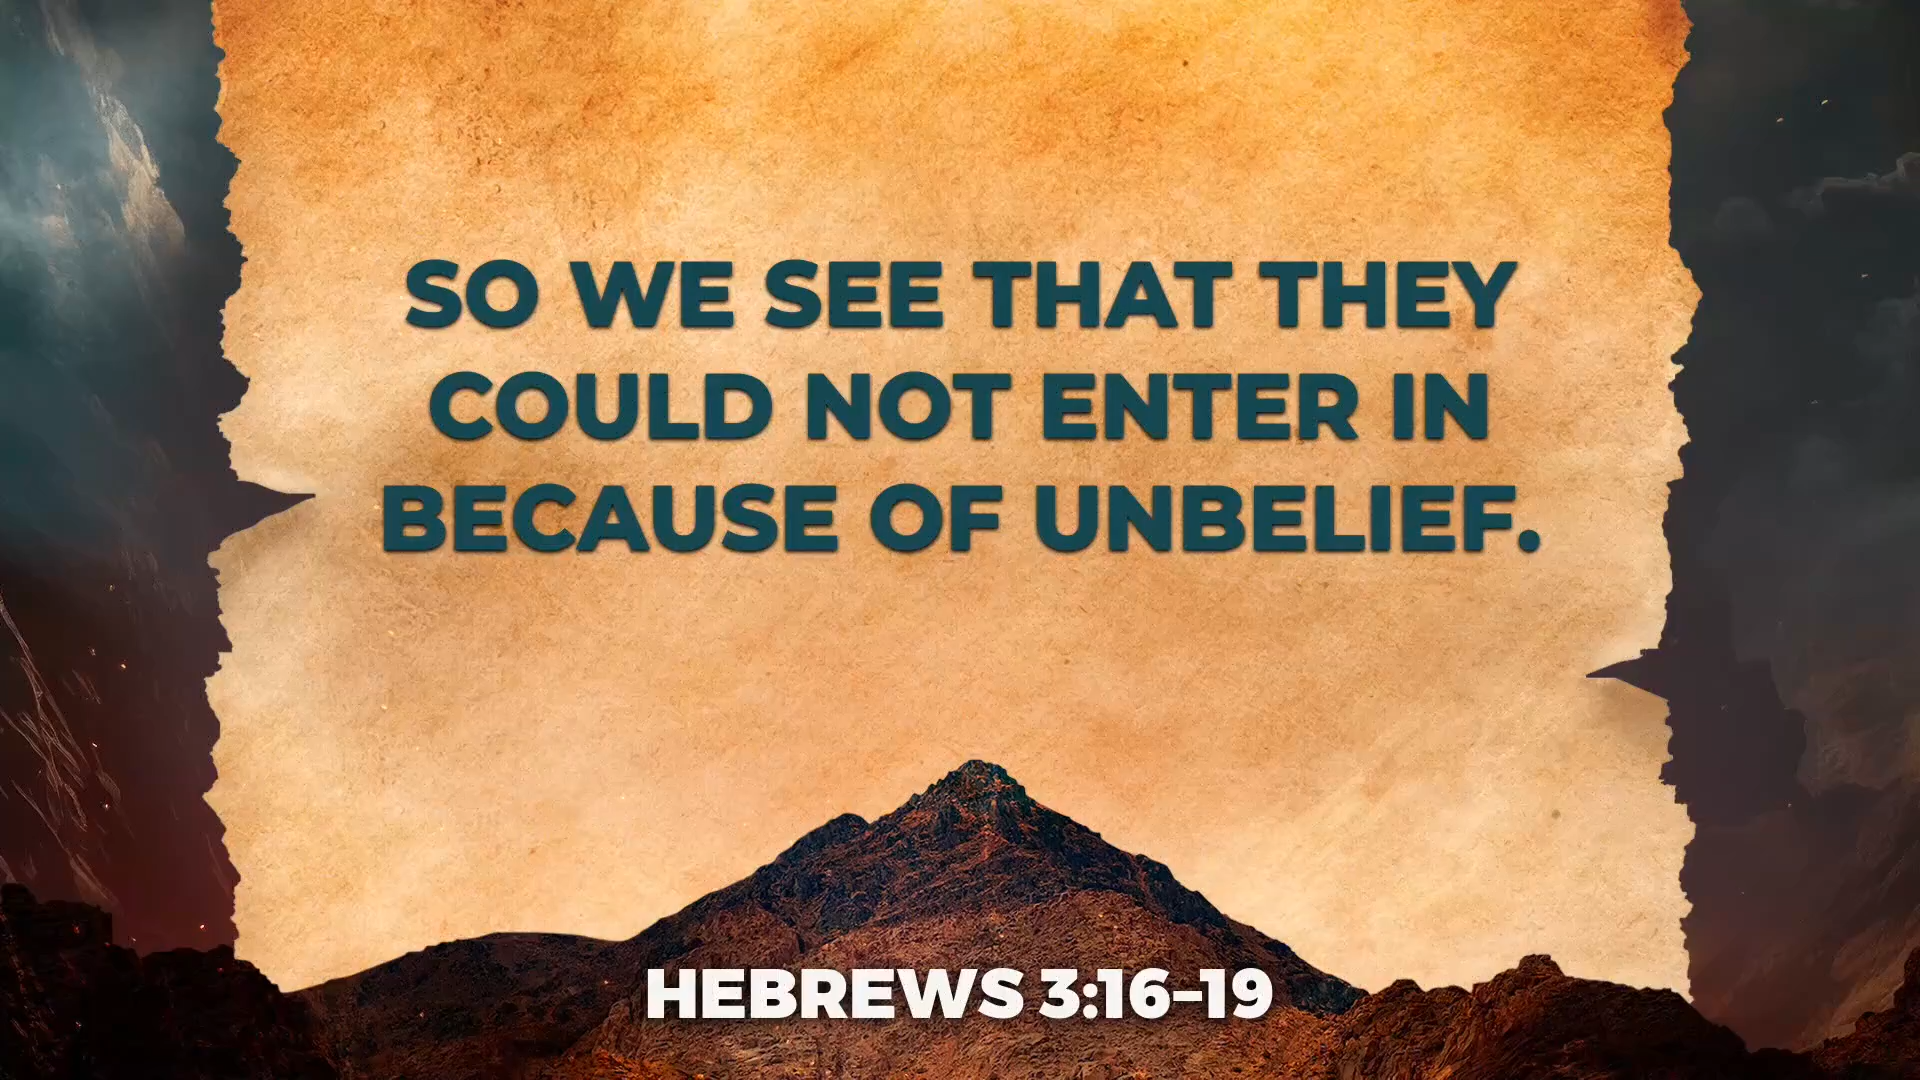 SO WE SEE THAT THEY
COULD NOT ENTER IN
BECAUSE OF UNBELIEF.
HEBREWS 3:16–19